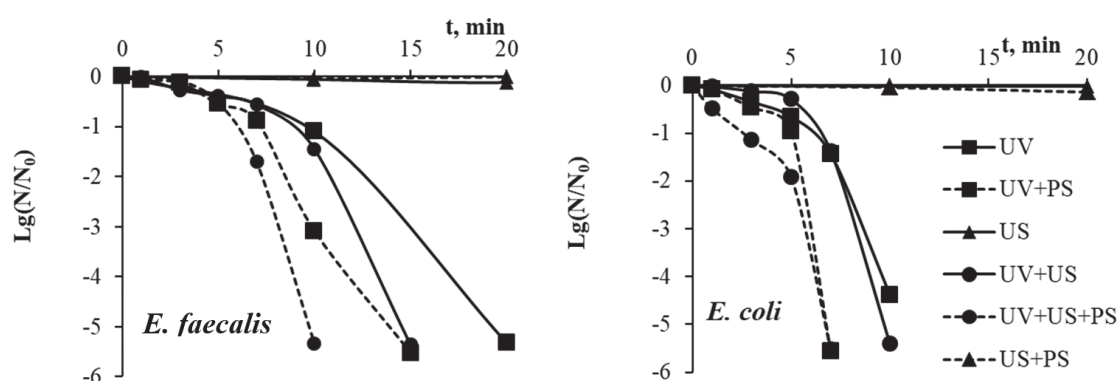 t, min
0 5 10 15 20
0
-1
-2
-3
-4
-5
-6
Lg(N/N₀)
E. faecalis
t, min
0 5 10 15 20
0
-1
-2
-3
-4
-5
-6
Lg(N/N₀)
E. coli
UV
UV+PS
US
UV+US
UV+US+PS
US+PS